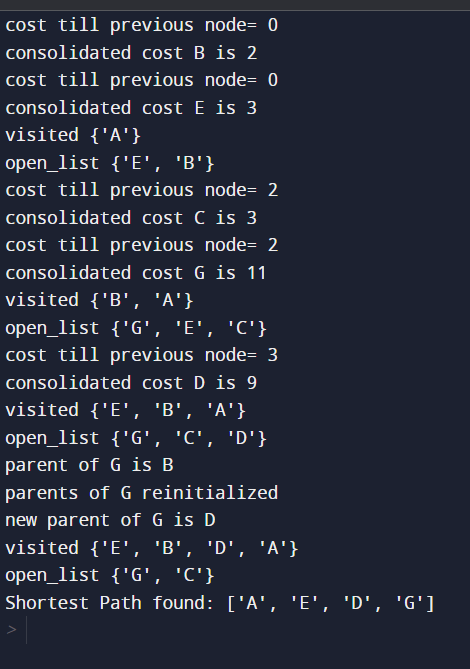 cost till previous node= 0
consolidated cost B is 2
cost till previous node= 0
consolidated cost E is 3
visited {'A'}
open_list {'E', 'B'}
cost till previous node= 2
consolidated cost C is 3
cost till previous node= 2
consolidated cost G is 11
visited {'B', 'A'}
open_list {'G', 'E', 'C'}
cost till previous node= 3
consolidated cost D is 9
visited {'E', 'B', 'A'}
open_list {'G', 'C', 'D'}
parent of G is B
parents of G reinitialized
new parent of G is D
visited {'E', 'B', 'D', 'A'}
open_list {'G', 'C'}
Shortest Path found: ['A', 'E', 'D', 'G']
>